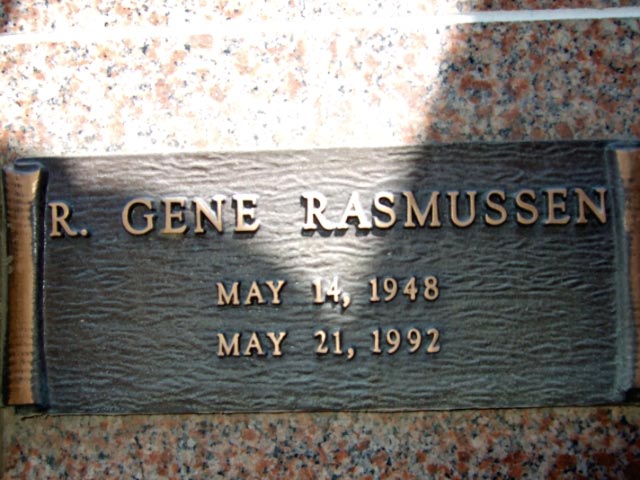 R. GENE RASMUSSEN
MAY 14, 1948
MAY 21, 1992